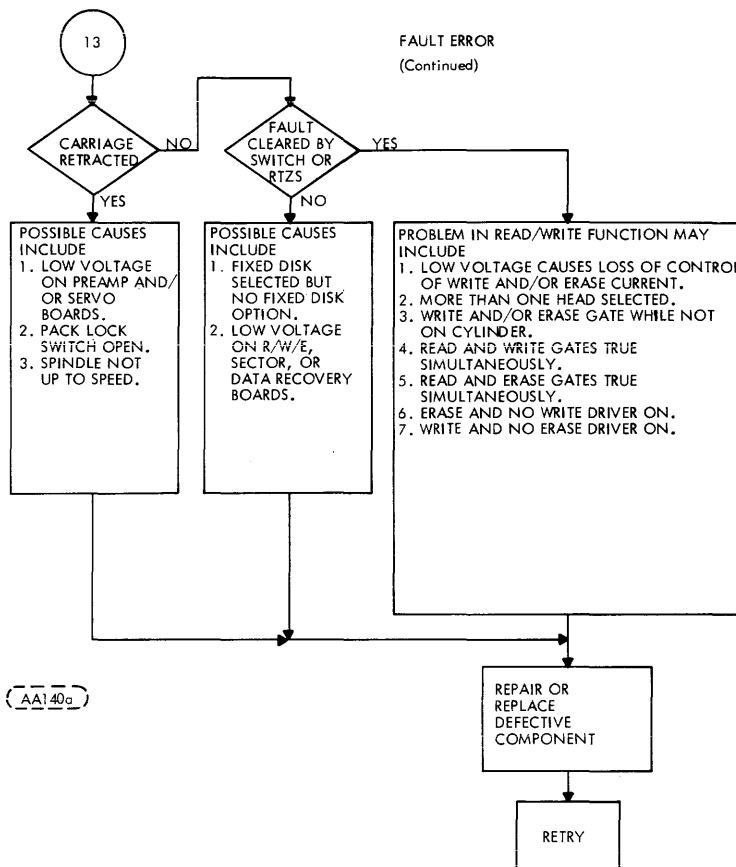 13
FAULT ERROR
(Continued)
CARRIAGE
RETRACTED
NO
YES
FAULT
CLEARED BY
SWITCH OR
RTZS
YES
NO
POSSIBLE CAUSES
INCLUDE
1. LOW VOLTAGE
ON PREAMP AND/
OR SERVO
BOARDS.
2. PACK LOCK
SWITCH OPEN.
3. SPINDLE NOT
UP TO SPEED.
POSSIBLE CAUSES
INCLUDE
1. FIXED DISK
SELECTED BUT
NO FIXED DISK
OPTION.
2. LOW VOLTAGE
ON R/W/E,
SECTOR, OR
DATA RECOVERY
BOARDS.
PROBLEM IN READ/WRITE FUNCTION MAY
INCLUDE
1. LOW VOLTAGE CAUSES LOSS OF CONTROL
OF WRITE AND/OR ERASE CURRENT.
2. MORE THAN ONE HEAD SELECTED.
3. WRITE AND/OR ERASE GATE WHILE NOT
ON CYLINDER.
4. READ AND WRITE GATES TRUE
SIMULTANEOUSLY.
5. READ AND ERASE GATES TRUE
SIMULTANEOUSLY.
6. ERASE AND NO WRITE DRIVER ON.
7. WRITE AND NO ERASE DRIVER ON.
AA140a
REPAIR OR
REPLACE
DEFECTIVE
COMPONENT
RETRY